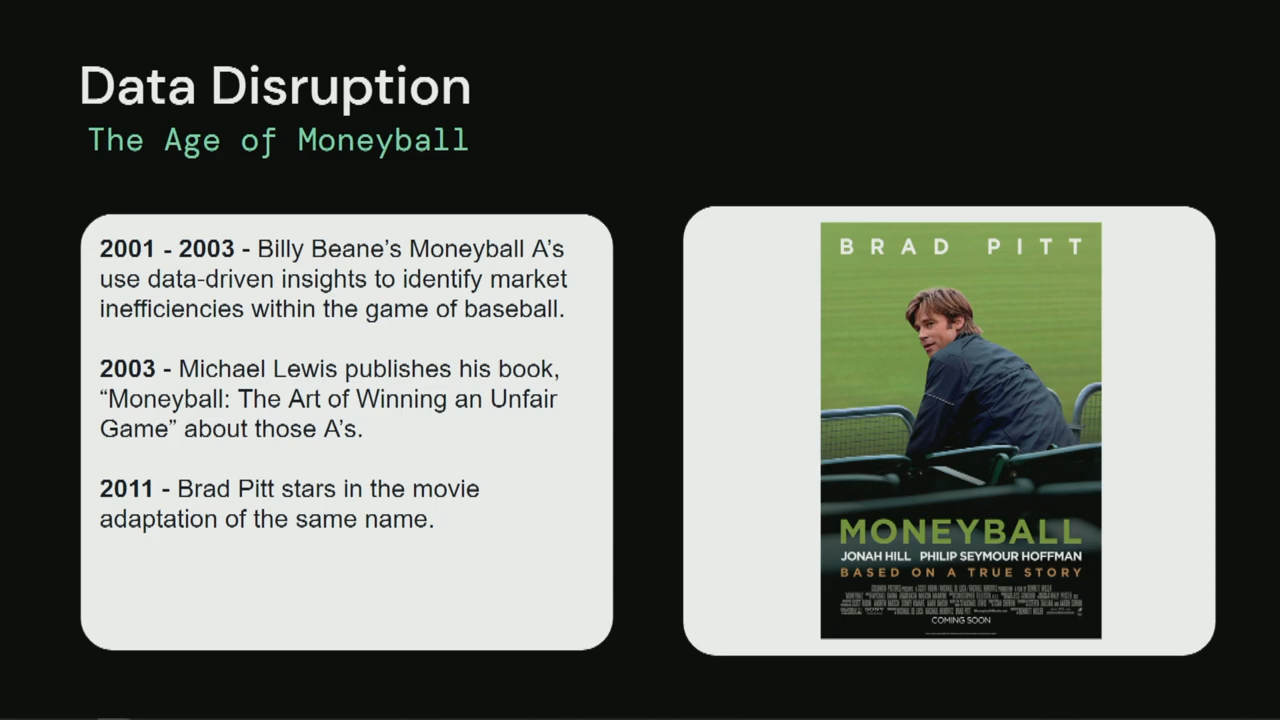 Data Disruption
The Age of Moneyball
2001 - 2003 - Billy Beane’s Moneyball A’s
use data-driven insights to identify market
inefficiencies within the game of baseball.
2003 - Michael Lewis publishes his book,
“Moneyball: The Art of Winning an Unfair
Game” about those A’s.
2011 - Brad Pitt stars in the movie
adaptation of the same name.
BRAD PITT
MONEYBALL
JONAH HILL PHILIP SEYMOUR HOFFMAN
BASED ON A TRUE STORY
COMING SOON